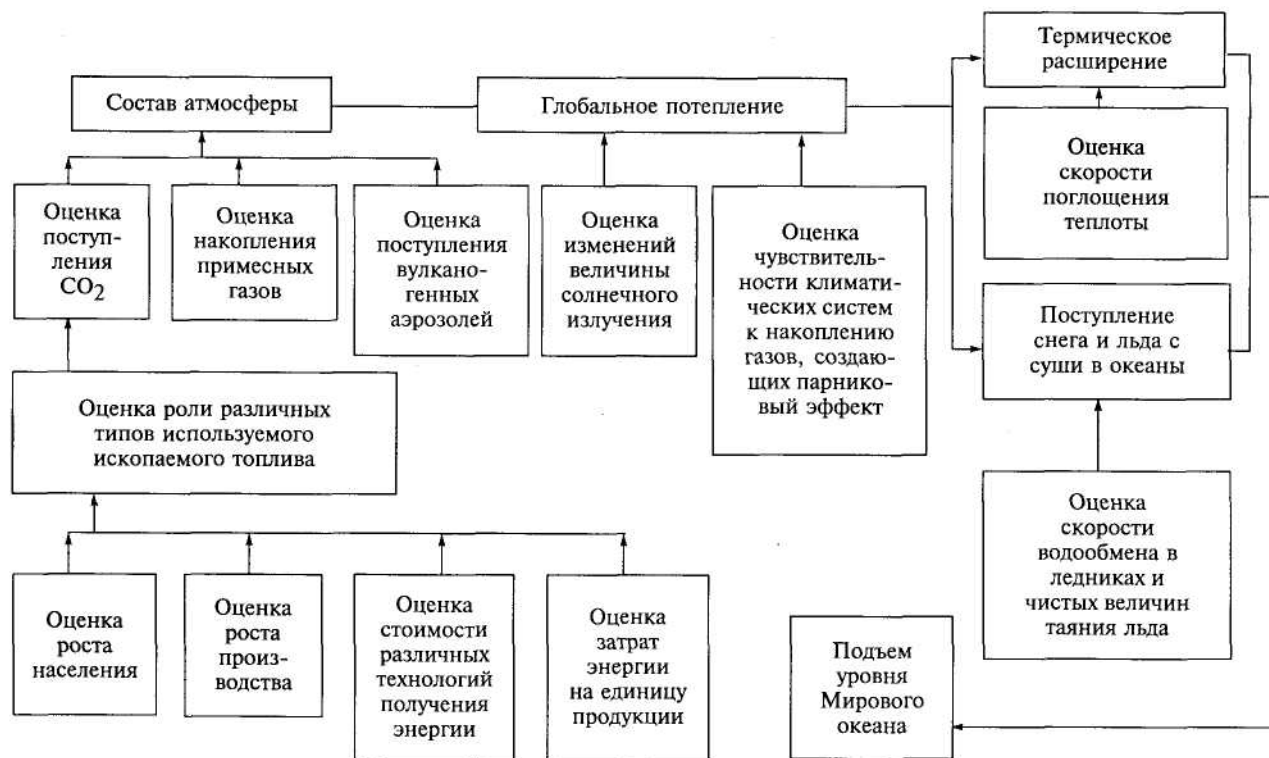 Состав атмосферы
Глобальное потепление
Термическое
расширение
Оценка
скорости
поглощения
теплоты
Оценка
поступ-
ления
CO2
Оценка
накопления
примесных
газов
Оценка
поступления
вулкано-
генных
аэрозолей
Оценка
изменений
величины
солнечного
излучения
Оценка
чувствитель-
ности климати-
ческих систем
к накоплению
газов, создаю-
щих парнико-
вый эффект
Поступление
снега и льда с
суши в океаны
Оценка роли различных
типов используемого
ископаемого топлива
Оценка
скорости
водообмена в
ледниках и
чистых величин
таяния льда
Оценка
роста
населения
Оценка
роста
произ-
водства
Оценка
стоимости
различных
технологий
получения
энергии
Оценка
затрат
энергии
на единицу
продукции
Подъем
уровня
Мирового
океана